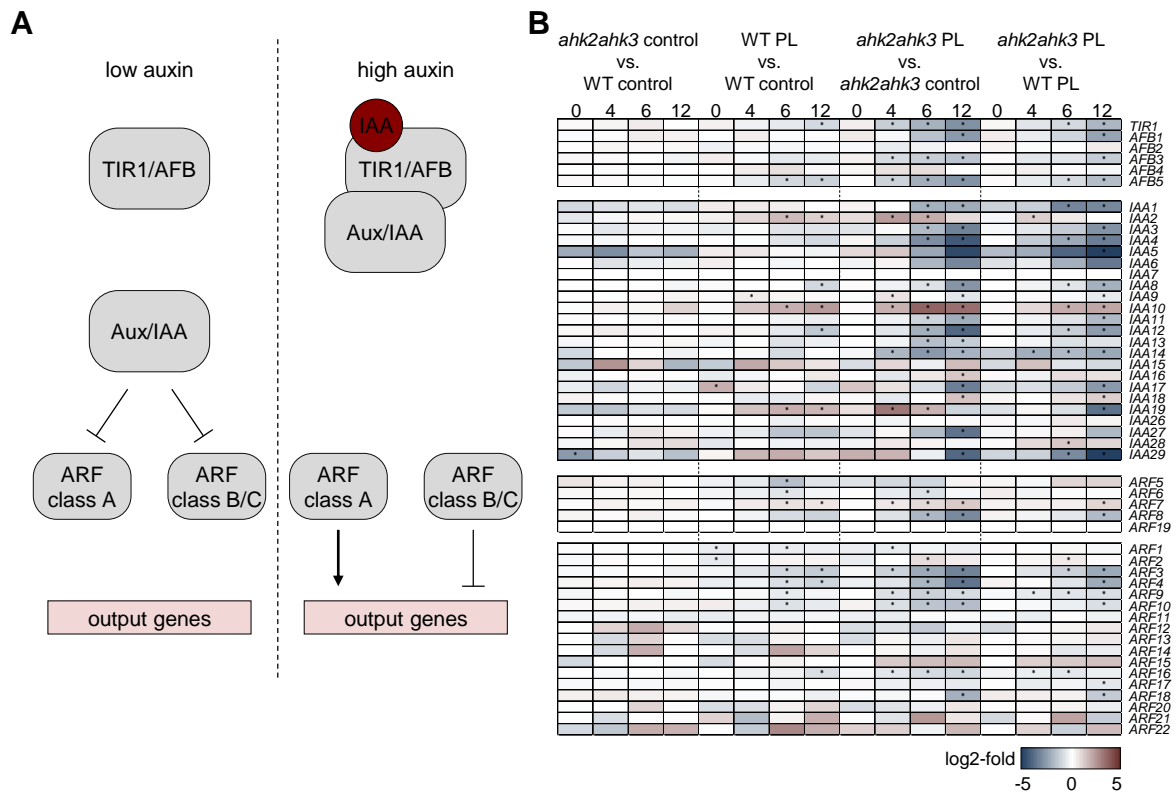 A
low auxin
high auxin
IAA
TIR1/AFB
TIR1/AFB
Aux/IAA
Aux/IAA
ARF
class A
ARF
class B/C
ARF
class A
ARF
class B/C
output genes
output genes
B
ahk2ahk3 control
vs.
WT control
WT PL
vs.
WT control
ahk2ahk3 PL
vs.
ahk2ahk3 control
ahk2ahk3 PL
vs.
WT PL
0 4 6 12 0 4 6 12 0 4 6 12 0 4 6 12
TIR1
AFB1
AFB2
AFB3
AFB4
AFB5
IAA1
IAA2
IAA3
IAA4
IAA5
IAA6
IAA7
IAA8
IAA9
IAA10
IAA11
IAA12
IAA13
IAA14
IAA15
IAA16
IAA17
IAA18
IAA19
IAA26
IAA27
IAA28
IAA29
ARF5
ARF6
ARF7
ARF8
ARF19
ARF1
ARF2
ARF3
ARF4
ARF9
ARF10
ARF11
ARF12
ARF13
ARF14
ARF15
ARF16
ARF17
ARF18
ARF20
ARF21
ARF22
log2-fold
-5 0 5